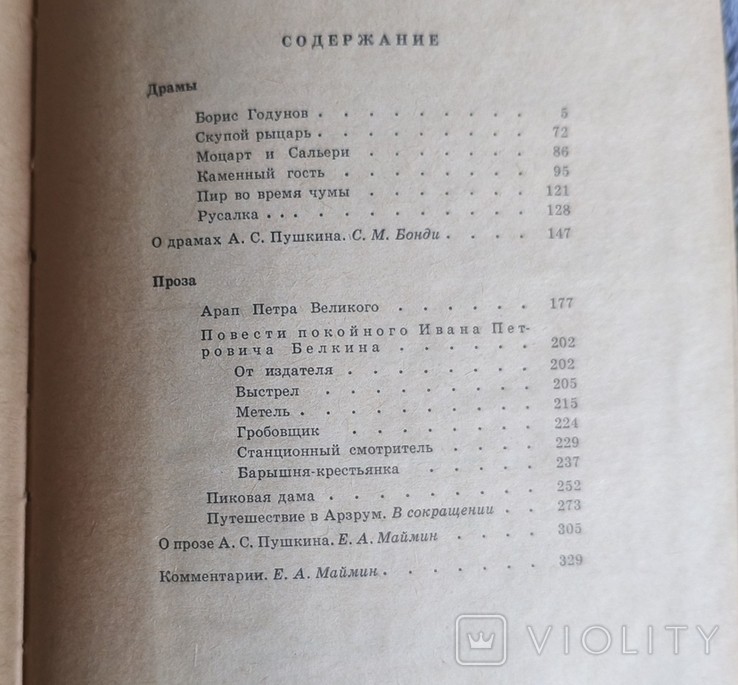 СОДЕРЖАНИЕ
Драмы
Борис Годунов . . . . . . . . . 5
Скупой рыцарь . . . . . . . . . 72
Моцарт и Сальери . . . . . . . 86
Каменный гость . . . . . . . . 95
Пир во время чумы . . . . . . . 121
Русалка . . . . . . . . . . . 128
О драмах А. С. Пушкина. С. М. Бонди . . . . 147
Проза
Арап Петра Великого . . . . . . 177
Повести покойного Ивана Пет-
ровича Белкина . . . . . . 202
От издателя . . . . . . . . 202
Выстрел . . . . . . . . . 205
Метель . . . . . . . . . . 215
Гробовщик . . . . . . . . 224
Станционный смотритель . . . . 229
Барышня-крестьянка . . . . . 237
Пиковая дама . . . . . . . . . 252
Путешествие в Арзрум. В сокращении . . 273
О прозе А. С. Пушкина. Е. А. Маймин . . . . 305
Комментарии. Е. А. Маймин . . . . . . . 329
VIOLITY